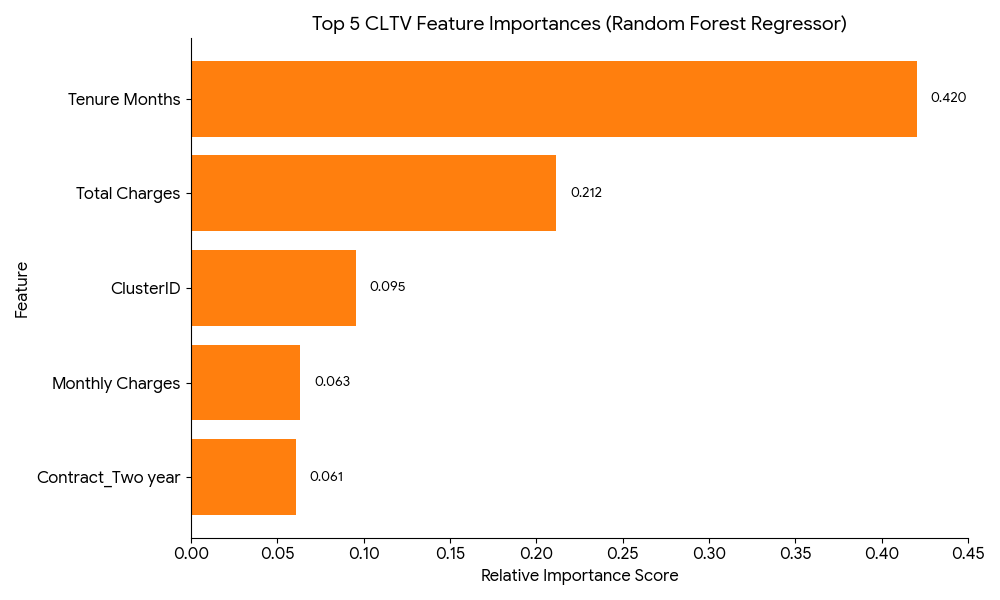 Top 5 CLTV Feature Importances (Random Forest Regressor)
Feature
Tenure Months
0.420
Total Charges
0.212
ClusterID
0.095
Monthly Charges
0.063
Contract_Two year
0.061
0.00 0.05 0.10 0.15 0.20 0.25 0.30 0.35 0.40 0.45
Relative Importance Score